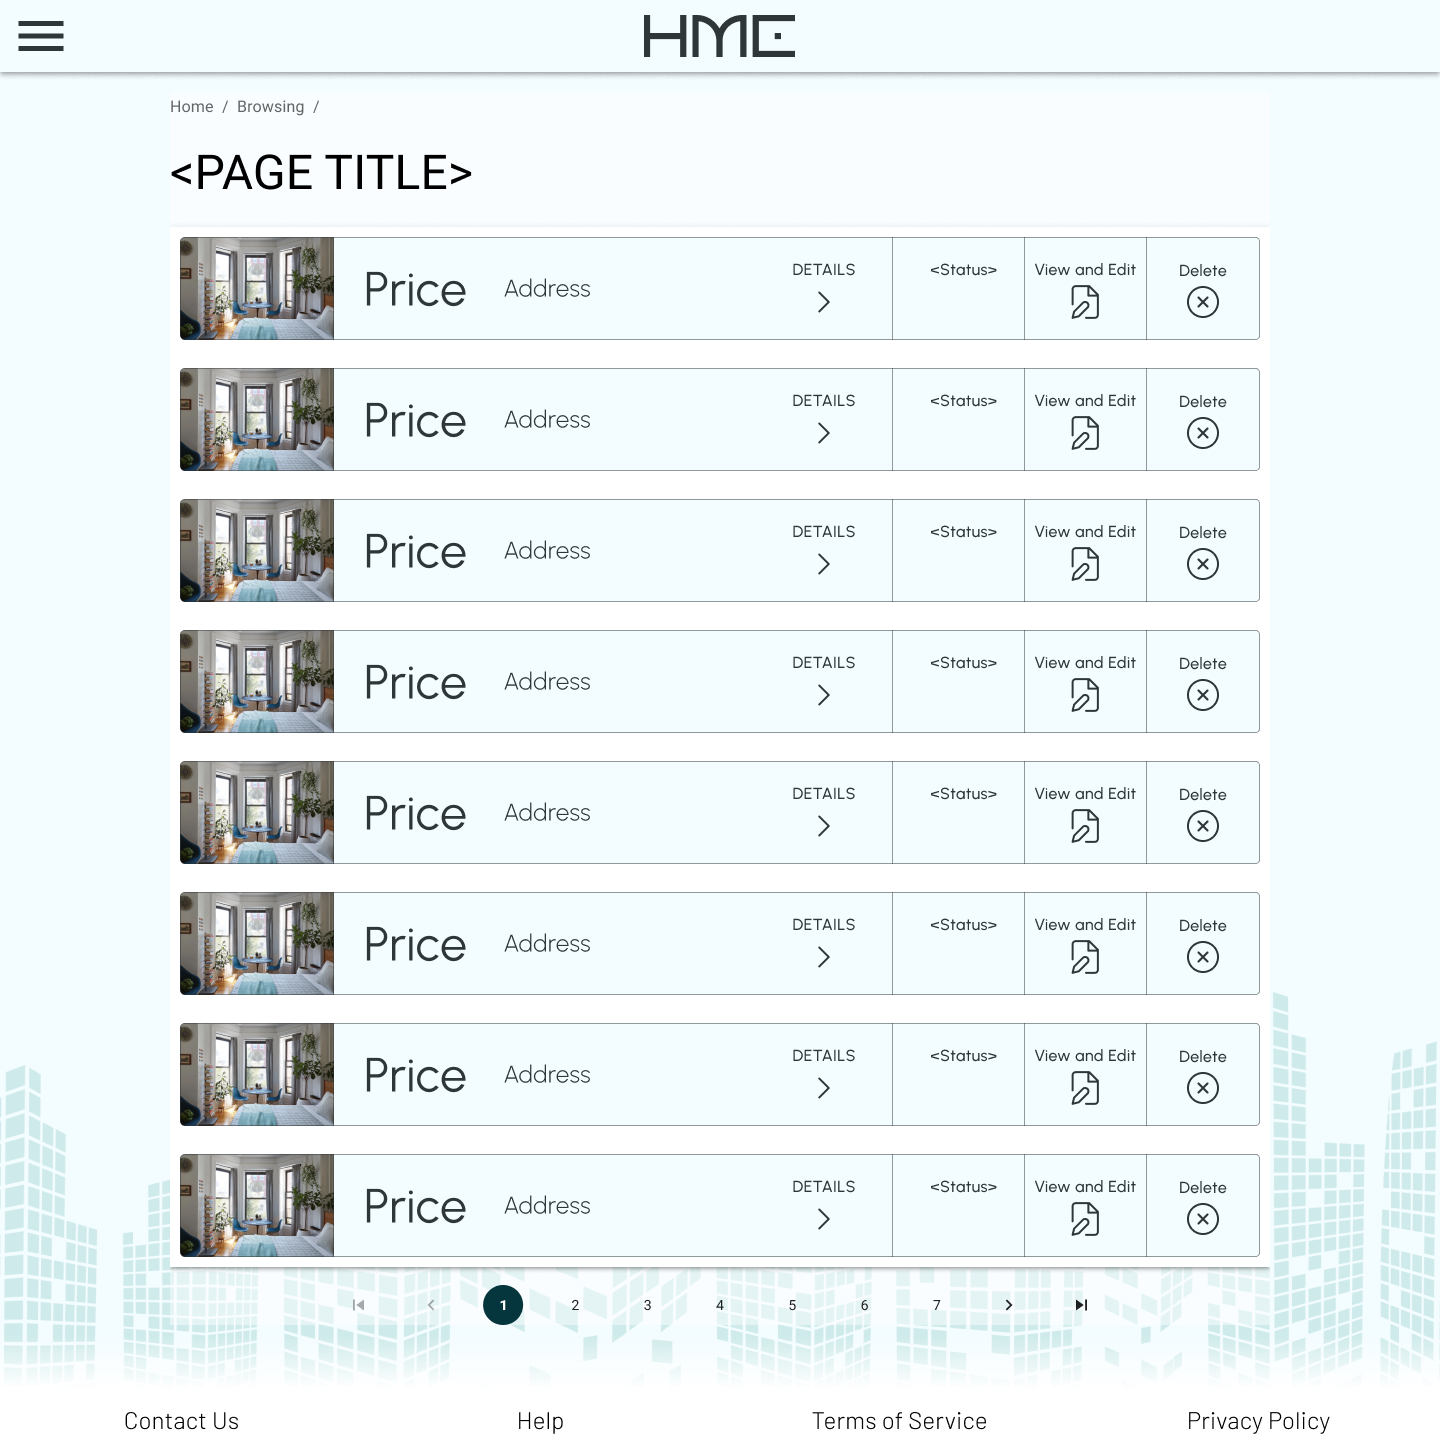 HME
Home / Browsing /
<PAGE TITLE>
Price Address DETAILS <Status> View and Edit Delete
Price Address DETAILS <Status> View and Edit Delete
Price Address DETAILS <Status> View and Edit Delete
Price Address DETAILS <Status> View and Edit Delete
Price Address DETAILS <Status> View and Edit Delete
Price Address DETAILS <Status> View and Edit Delete
Price Address DETAILS <Status> View and Edit Delete
Price Address DETAILS <Status> View and Edit Delete
1 2 3 4 5 6 7
Contact Us Help Terms of Service Privacy Policy